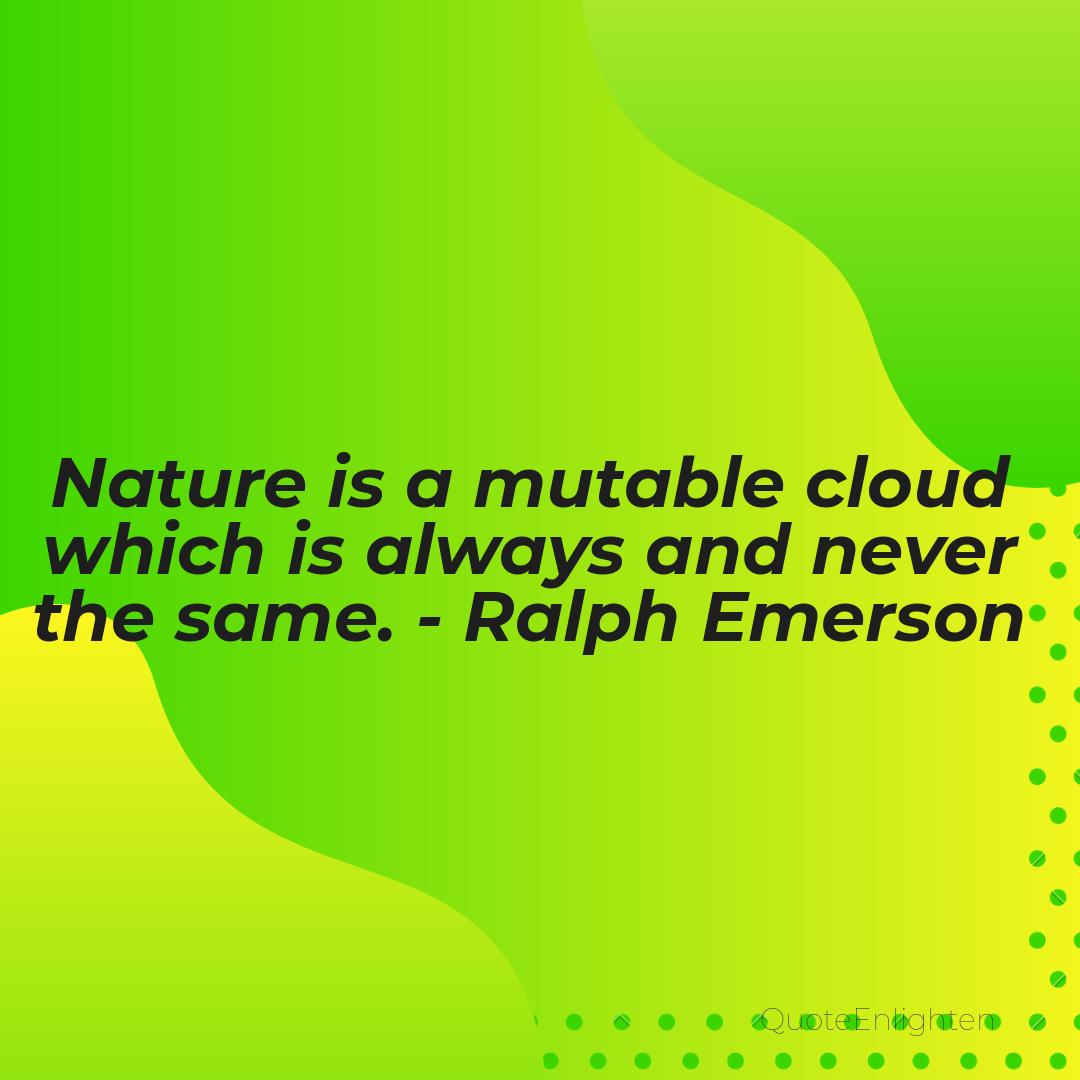 Nature is a mutable cloud
which is always and never
the same. - Ralph Emerson
QuoteEnlighten